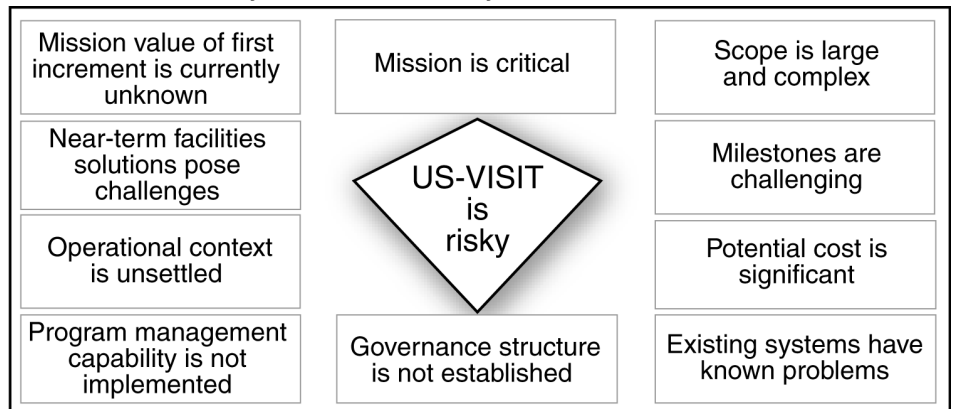 Mission value of first
increment is currently
unknown
Mission is critical
Scope is large
and complex
Near-term facilities
solutions pose
challenges
US-VISIT
is
risky
Milestones are
challenging
Operational context
is unsettled
Potential cost is
significant
Program management
capability is not
implemented
Governance structure
is not established
Existing systems have
known problems